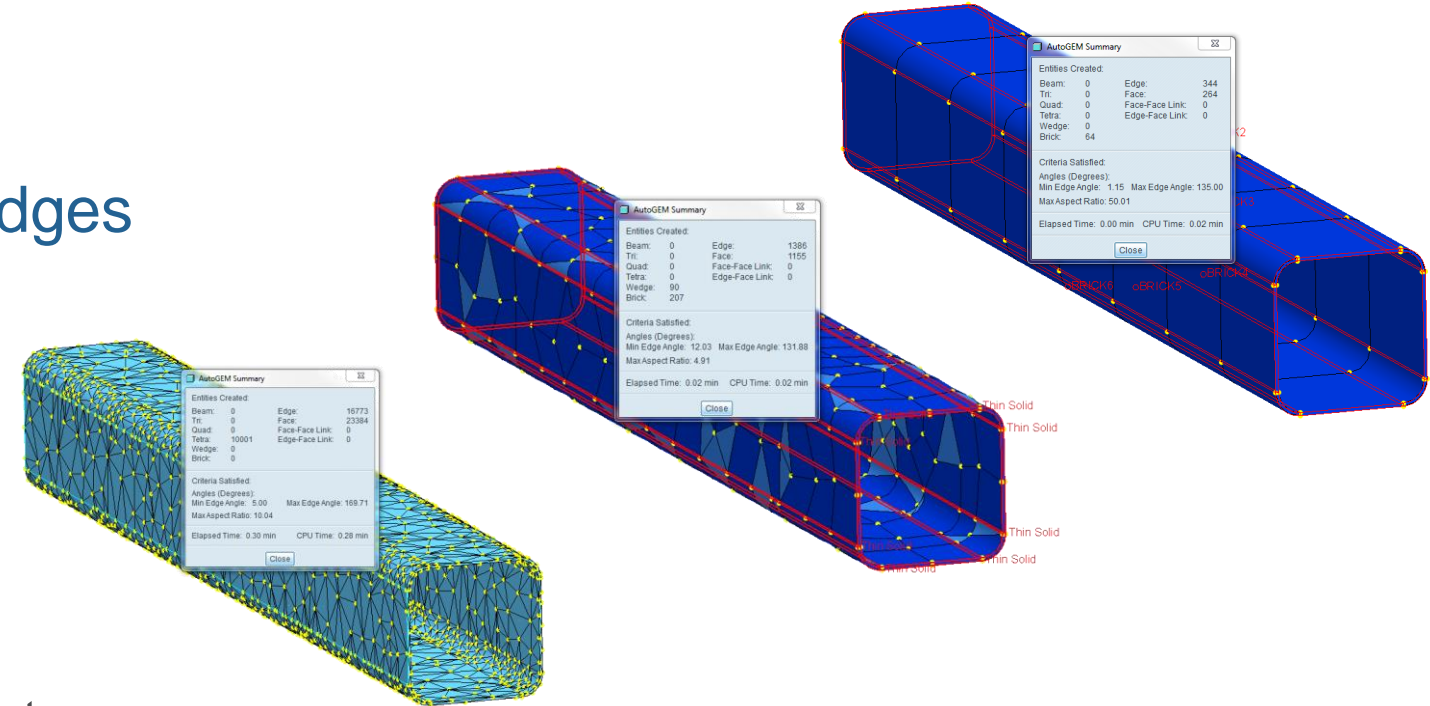 dges
AutoGEM Summary
Entities Created:
Beam: 0 Edge: 16773
Tri: 0 Face: 23384
Quad: 0 Face-Face Link: 0
Tetra: 10001 Edge-Face Link: 0
Wedge: 0
Brick: 0
Criteria Satisfied:
Angles (Degrees):
Min Edge Angle: 5.00 Max Edge Angle: 169.71
Max Aspect Ratio: 10.04
Elapsed Time: 0.30 min CPU Time: 0.28 min
Close
AutoGEM Summary
Entities Created:
Beam: 0 Edge: 1386
Tri: 0 Face: 1155
Quad: 0 Face-Face Link: 0
Tetra: 0 Edge-Face Link: 0
Wedge: 90
Brick: 207
Criteria Satisfied:
Angles (Degrees):
Min Edge Angle: 12.03 Max Edge Angle: 131.88
Max Aspect Ratio: 4.91
Elapsed Time: 0.02 min CPU Time: 0.02 min
Close
Thin Solid
Thin Solid
Thin Solid
Thin Solid
Thin Solid
Thin Solid
AutoGEM Summary
Entities Created:
Beam: 0 Edge: 344
Tri: 0 Face: 264
Quad: 0 Face-Face Link: 0
Tetra: 0 Edge-Face Link: 0
Wedge: 0
Brick: 64
Criteria Satisfied:
Angles (Degrees):
Min Edge Angle: 1.15 Max Edge Angle: 135.00
Max Aspect Ratio: 50.01
Elapsed Time: 0.00 min CPU Time: 0.02 min
Close
K2
oBRICK4
oBRICK6
oBRICK5